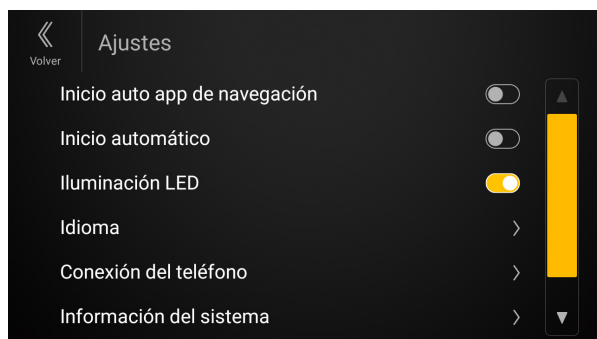 Volver
Ajustes
Inicio auto app de navegación
Inicio automático
Iluminación LED
Idioma
Conexión del teléfono
Información del sistema